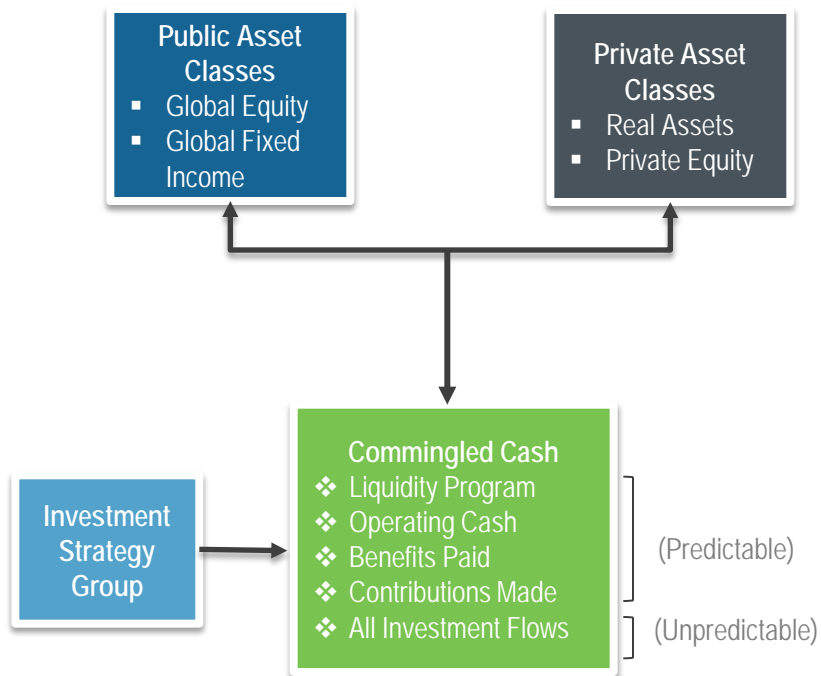 Public Asset
Classes
▪ Global Equity
▪ Global Fixed
Income
Private Asset
Classes
▪ Real Assets
▪ Private Equity
Commingled Cash
❖ Liquidity Program
❖ Operating Cash
❖ Benefits Paid
❖ Contributions Made
❖ All Investment Flows
Investment
Strategy
Group
(Predictable)
(Unpredictable)